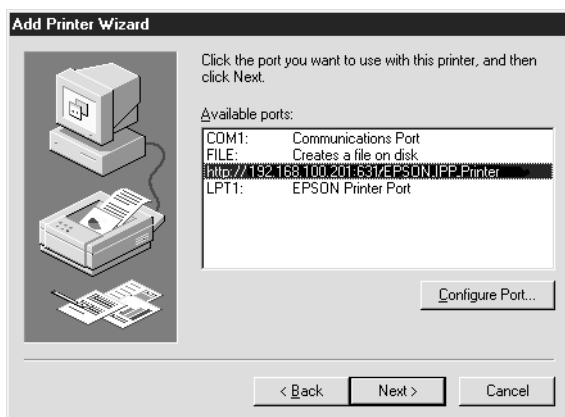 Add Printer Wizard
Click the port you want to use with this printer, and then
click Next.
Available ports:
COM1: Communications Port
FILE: Creates a file on disk
http://192.168.100.201:631/EPSON_IPP_Printer
LPT1: EPSON Printer Port
Configure Port...
< Back Next > Cancel